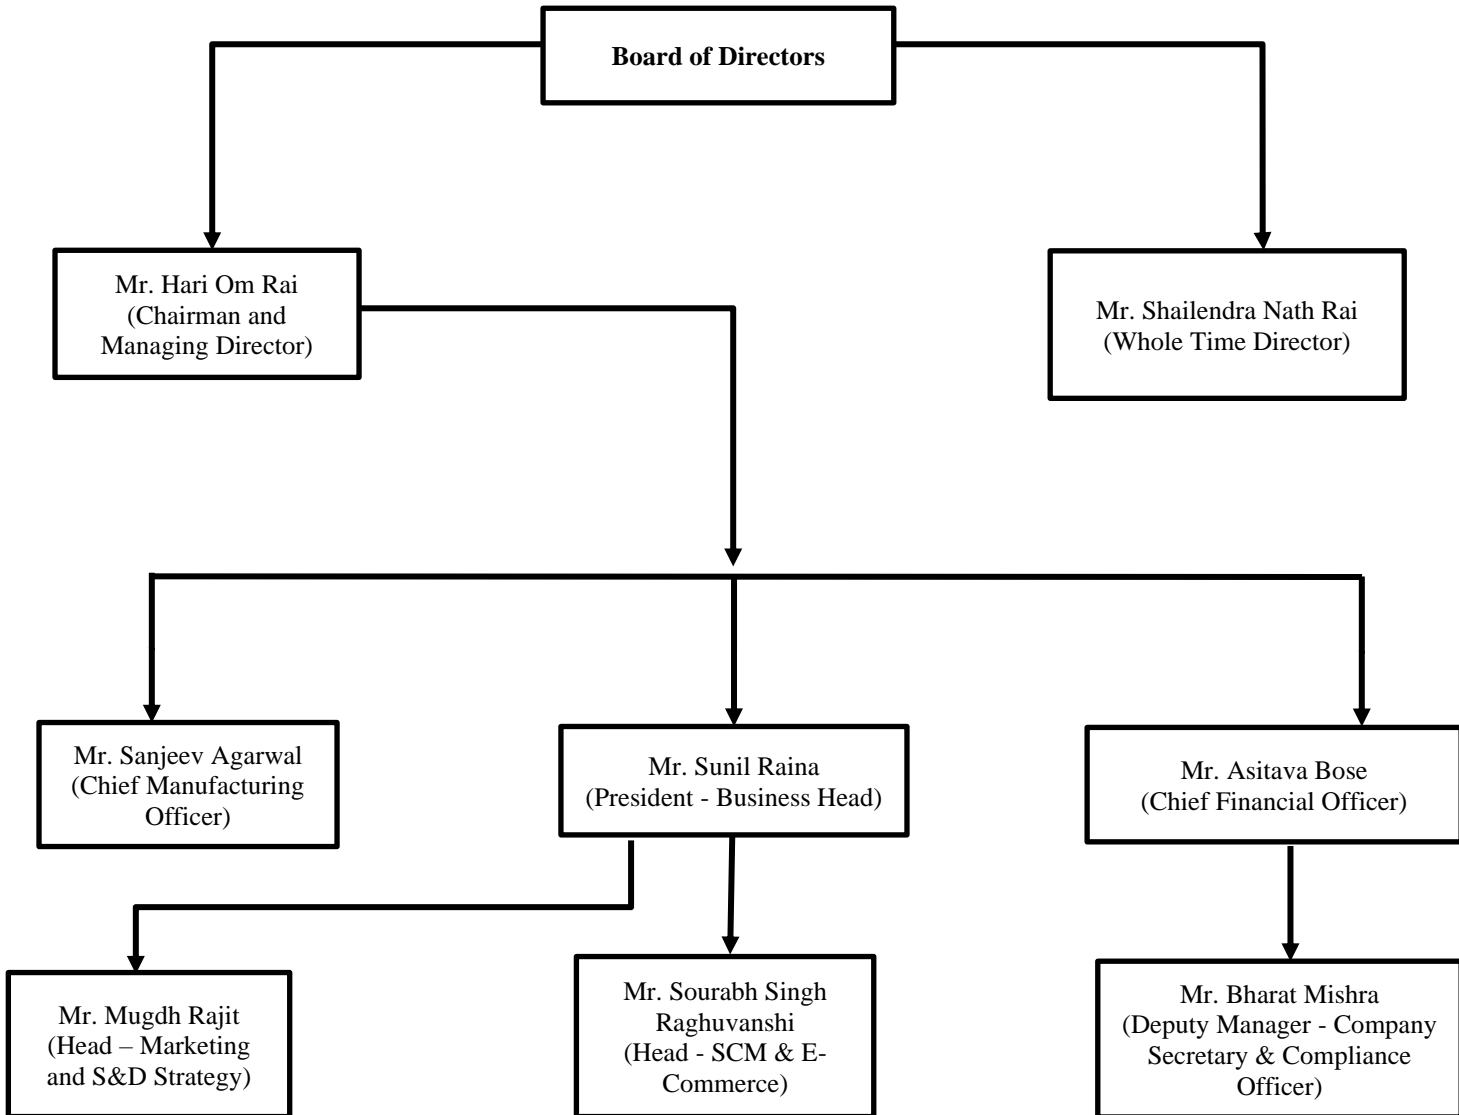 Board of Directors
Mr. Hari Om Rai
(Chairman and
Managing Director)
Mr. Shailendra Nath Rai
(Whole Time Director)
Mr. Sanjeev Agarwal
(Chief Manufacturing
Officer)
Mr. Sunil Raina
(President - Business Head)
Mr. Asitava Bose
(Chief Financial Officer)
Mr. Mugdh Rajit
(Head – Marketing
and S&D Strategy)
Mr. Sourabh Singh
Raghuvanshi
(Head - SCM & E-
Commerce)
Mr. Bharat Mishra
(Deputy Manager - Company
Secretary & Compliance
Officer)